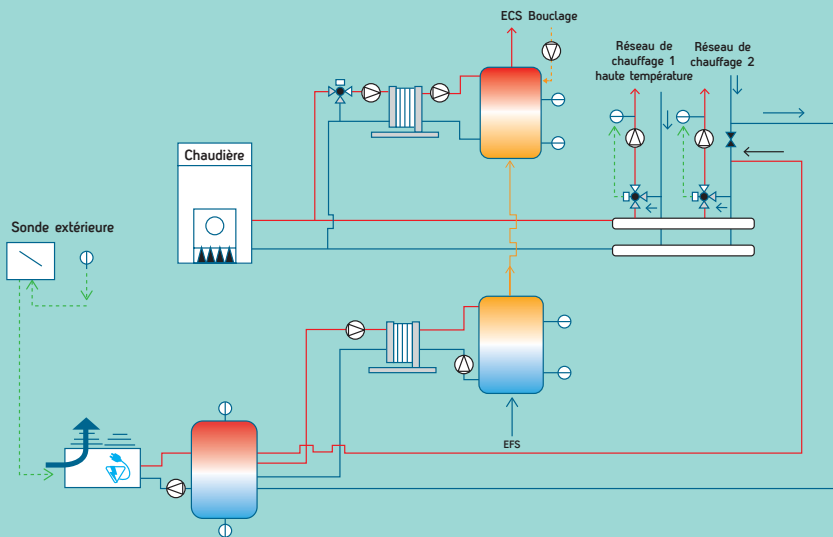 ECS Bouclage
Réseau de
chauffage 1
haute température
Réseau de
chauffage 2
Chaudière
Sonde extérieure
EFS